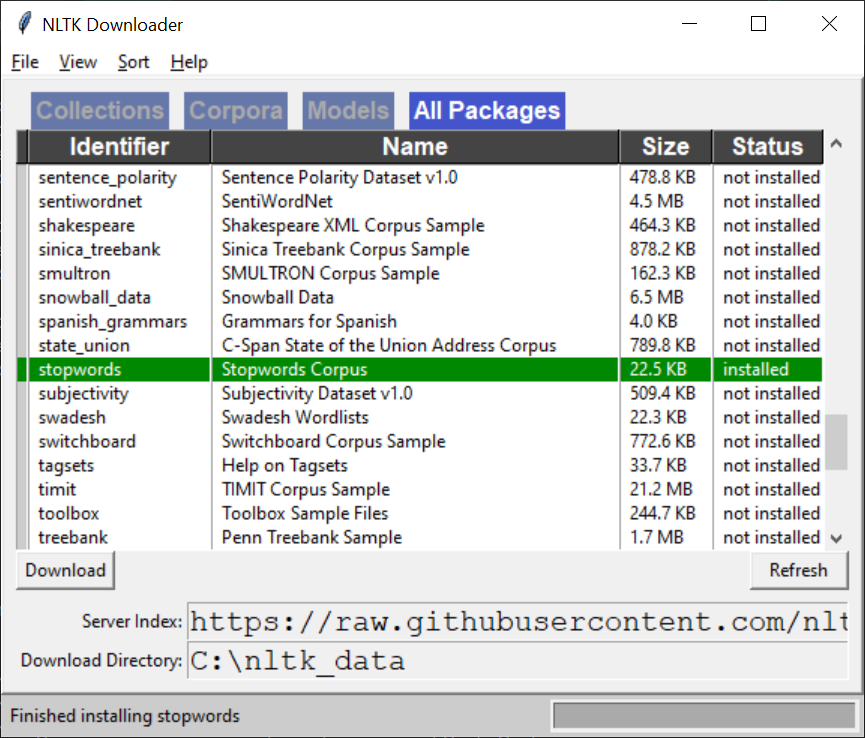 NLTK Downloader
File View Sort Help
Collections Corpora Models All Packages
Identifier Name Size Status
sentence_polarity Sentence Polarity Dataset v1.0 478.8 KB not installed
sentiwordnet SentiWordNet 4.5 MB not installed
shakespeare Shakespeare XML Corpus Sample 464.3 KB not installed
sinica_treebank Sinica Treebank Corpus Sample 878.2 KB not installed
smultron SMULTRON Corpus Sample 162.3 KB not installed
snowball_data Snowball Data 6.5 MB not installed
spanish_grammars Grammars for Spanish 4.0 KB not installed
state_union C-Span State of the Union Address Corpus 789.8 KB not installed
stopwords Stopwords Corpus 22.5 KB installed
subjectivity Subjectivity Dataset v1.0 509.4 KB not installed
swadesh Swadesh Wordlists 22.3 KB not installed
switchboard Switchboard Corpus Sample 772.6 KB not installed
tagsets Help on Tagsets 33.7 KB not installed
timit TIMIT Corpus Sample 21.2 MB not installed
toolbox Toolbox Sample Files 244.7 KB not installed
treebank Penn Treebank Sample 1.7 MB not installed
Download Refresh
Server Index: https://raw.githubusercontent.com/nlt
Download Directory: C:\nltk_data
Finished installing stopwords